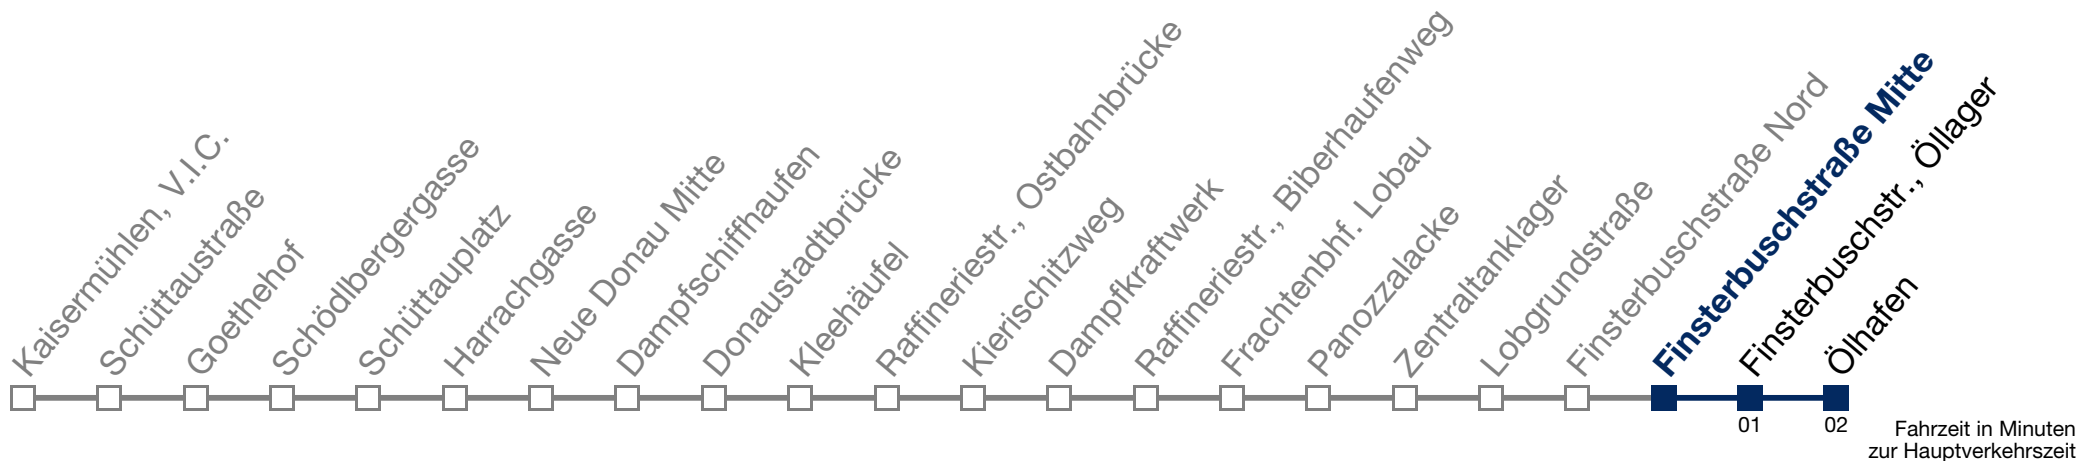 Kaisermühlen, V.I.C.
Schüttaustraße
Goethehof
Schödlbergergasse
Schüttauplatz
Harrachgasse
Neue Donau Mitte
Dampfschiffhaufen
Donaustadtbrücke
Kleehäufel
Raffineriestr., Ostbahnbrücke
Kierischitzweg
Dampfkraftwerk
Raffineriestr., Biberhaufenweg
Frachtenbhf. Lobau
Panozzalacke
Zentraltanklager
Lobgrundstraße
Finsterbuschstraße Nord
Finsterbuschstraße Mitte
Finsterbuschstr., Öllager
Ölhafen
01
02
Fahrzeit in Minuten
zur Hauptverkehrszeit